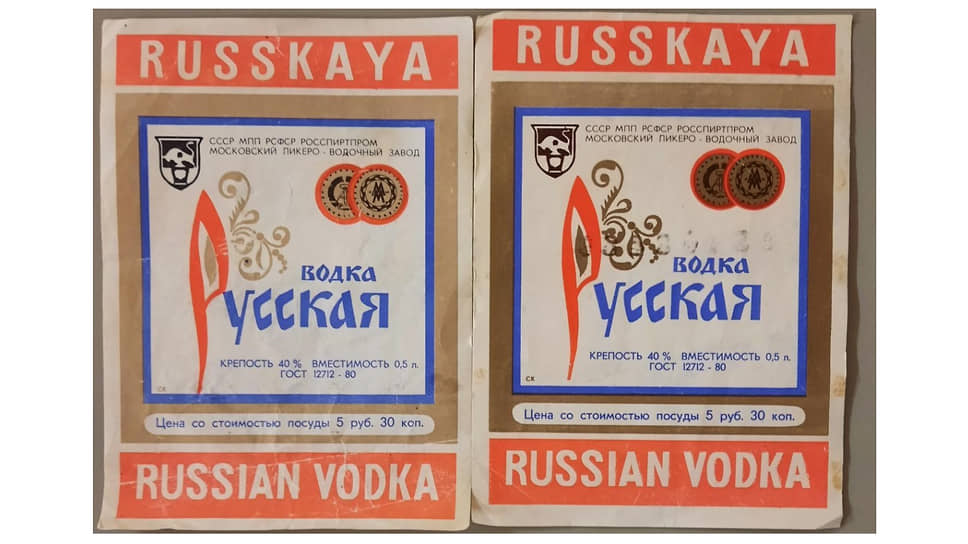 RUSSKAYA
СССР МПП РСФСР РОССПИРТПРОМ
МОСКОВСКИЙ ЛИКЕРО - ВОДОЧНЫЙ ЗАВОД
ВОДКА
Русская
КРЕПОСТЬ 40 % ВМЕСТИМОСТЬ 0,5 л.
ГОСТ 12712 - 80
СК
Цена со стоимостью посуды 5 руб. 30 коп.
RUSSIAN VODKA
RUSSKAYA
СССР МПП РСФСР РОССПИРТПРОМ
МОСКОВСКИЙ ЛИКЕРО - ВОДОЧНЫЙ ЗАВОД
ВОДКА
Русская
КРЕПОСТЬ 40 % ВМЕСТИМОСТЬ 0,5 л.
ГОСТ 12712 - 80
СК
Цена со стоимостью посуды 5 руб. 30 коп.
RUSSIAN VODKA